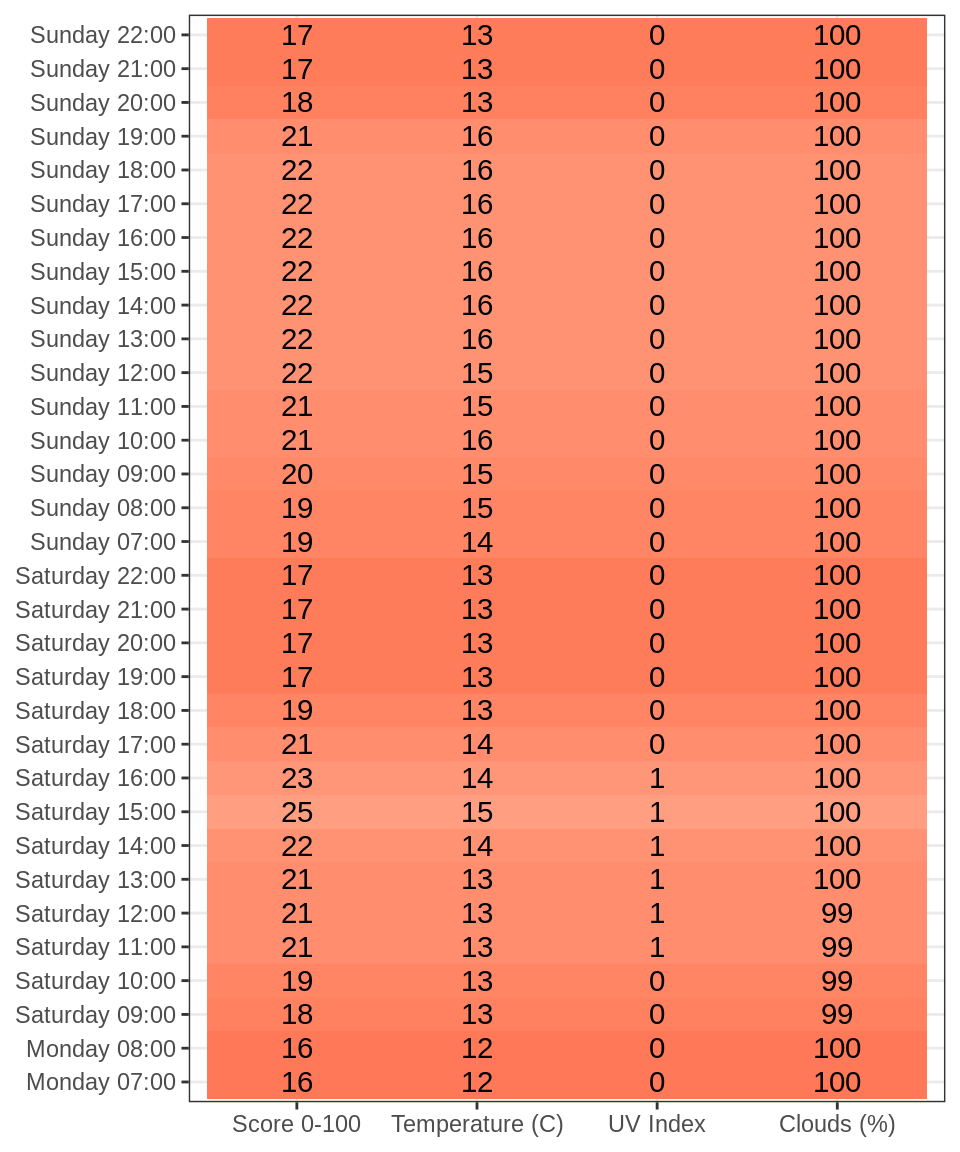 Sunday 22:00 17 13 0 100
Sunday 21:00 17 13 0 100
Sunday 20:00 18 13 0 100
Sunday 19:00 21 16 0 100
Sunday 18:00 22 16 0 100
Sunday 17:00 22 16 0 100
Sunday 16:00 22 16 0 100
Sunday 15:00 22 16 0 100
Sunday 14:00 22 16 0 100
Sunday 13:00 22 16 0 100
Sunday 12:00 22 15 0 100
Sunday 11:00 21 15 0 100
Sunday 10:00 21 16 0 100
Sunday 09:00 20 15 0 100
Sunday 08:00 19 15 0 100
Sunday 07:00 19 14 0 100
Saturday 22:00 17 13 0 100
Saturday 21:00 17 13 0 100
Saturday 20:00 17 13 0 100
Saturday 19:00 17 13 0 100
Saturday 18:00 19 13 0 100
Saturday 17:00 21 14 0 100
Saturday 16:00 23 14 1 100
Saturday 15:00 25 15 1 100
Saturday 14:00 22 14 1 100
Saturday 13:00 21 13 1 100
Saturday 12:00 21 13 1 99
Saturday 11:00 21 13 1 99
Saturday 10:00 19 13 0 99
Saturday 09:00 18 13 0 99
Monday 08:00 16 12 0 100
Monday 07:00 16 12 0 100
Score 0-100 Temperature (C) UV Index Clouds (%)